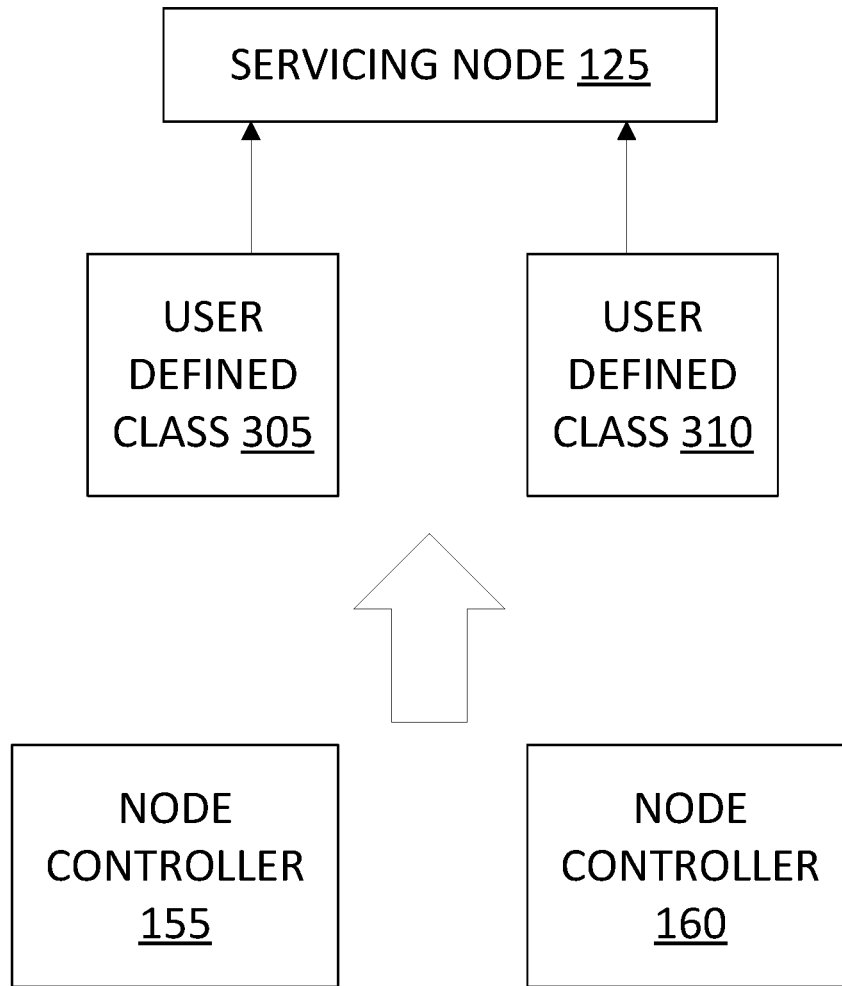 SERVICING NODE 125
USER
DEFINED
CLASS 305
USER
DEFINED
CLASS 310
NODE
CONTROLLER
155
NODE
CONTROLLER
160